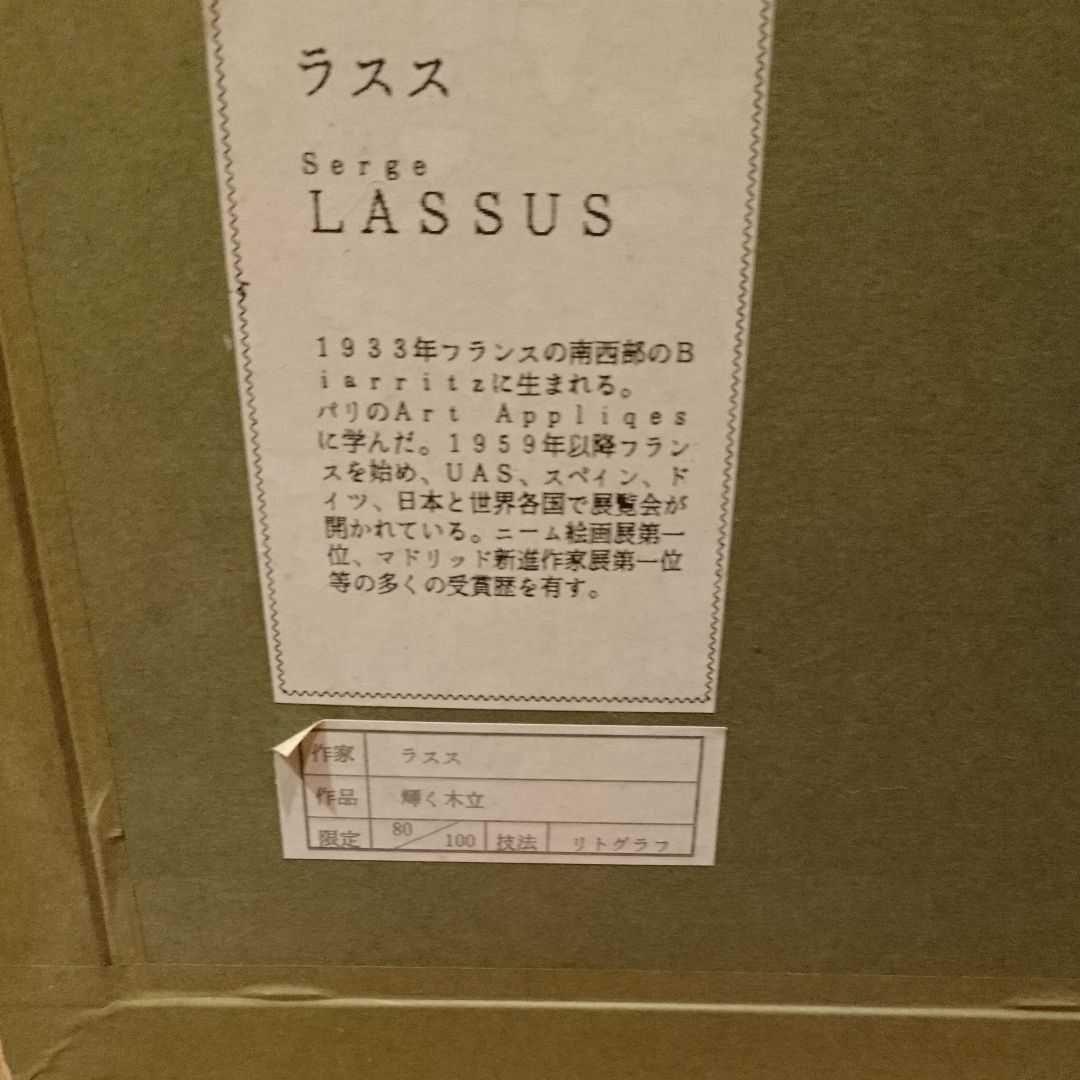 ラスス
Serge
LASSUS
1933年フランスの南西部のB
iarritzに生まれる。
パリのArt Appliqes
に学んだ。1959年以降フラン
スを始め、UAS、スペイン、ド
イツ、日本と世界各国で展覧会が
開かれている。ニーム絵画展第一
位、マドリッド新進作家展第一位
等の多くの受賞歴を有す。
作家 ラスス
作品 輝く木立
限定 80/100 技法 リトグラフ